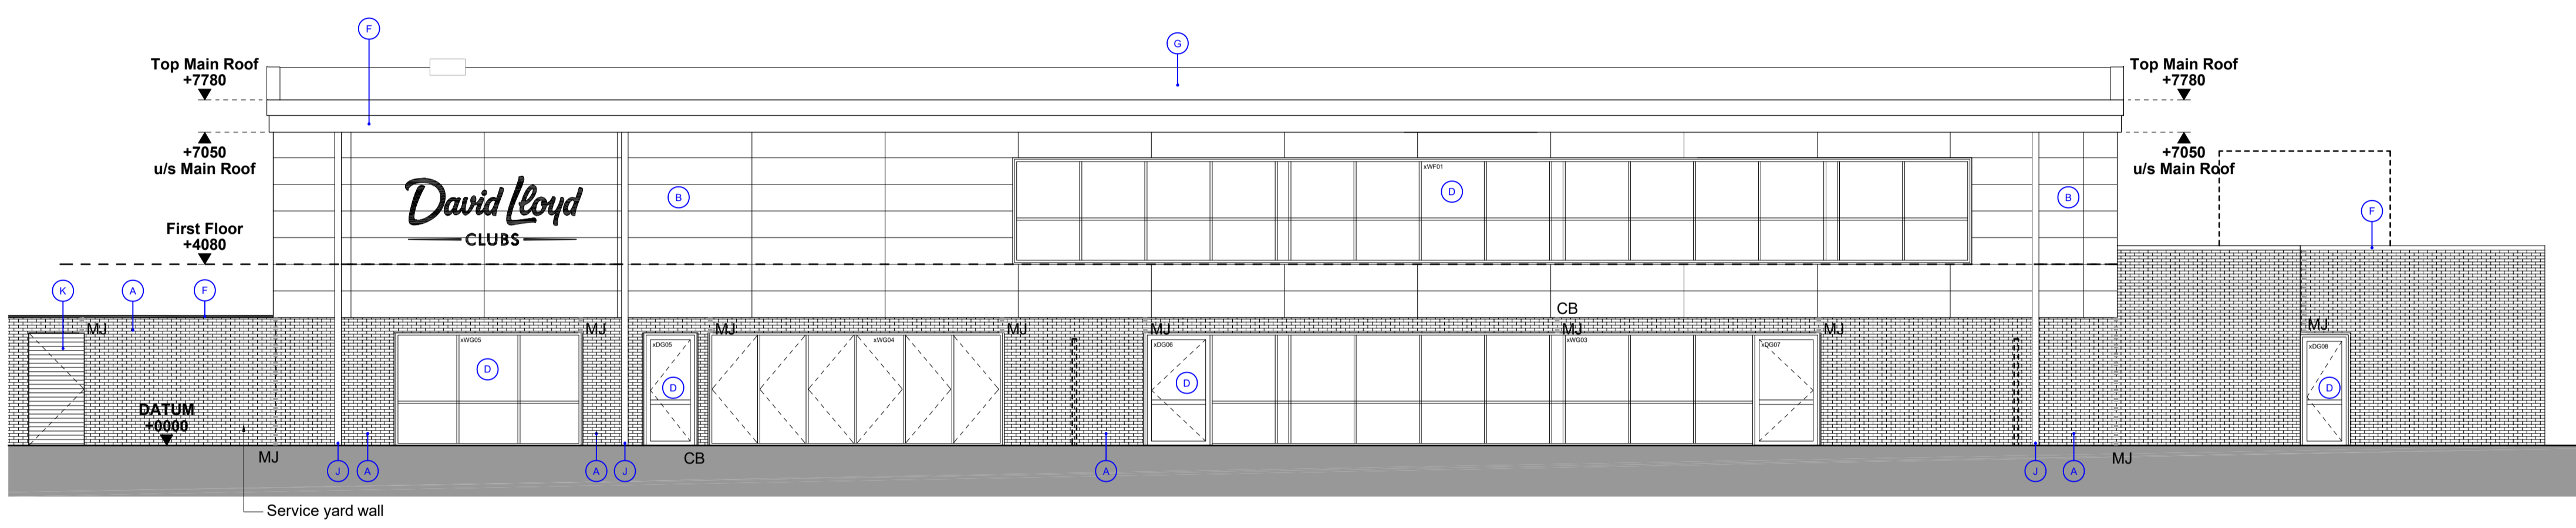 F
G
Top Main Roof
+7780
Top Main Roof
+7780
+7050
u/s Main Roof
+7050
u/s Main Roof
xWF01
D
B
B
David Lloyd
CLUBS
F
First Floor
+4080
K
A
F
CB
MJ
MJ
MJ
MJ
MJ
MJ
MJ
MJ
xWG05
xDG05
xWG04
xDG06
xWG03
xDG07
xDG08
D
D
D
D
DATUM
+0000
MJ
CB
MJ
J
A
A
J
A
J
A
Service yard wall